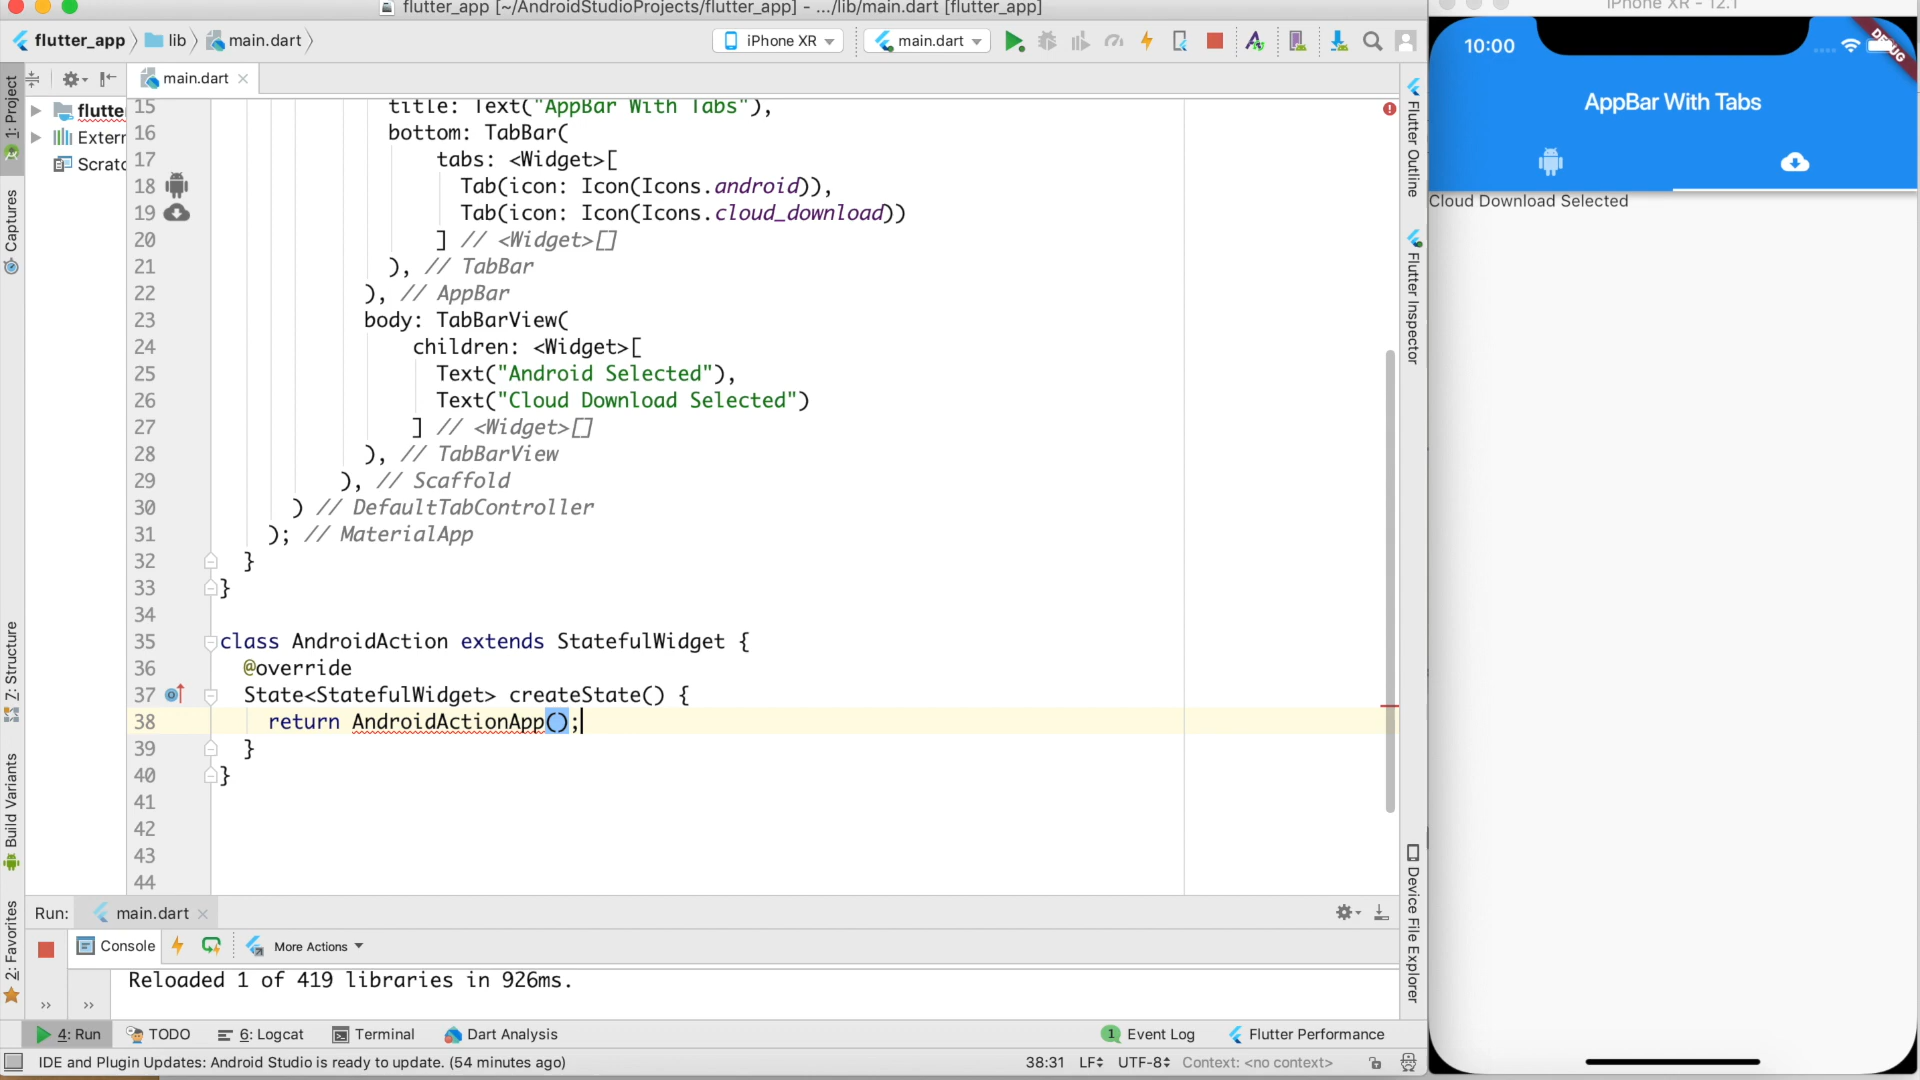 flutter_app [~/AndroidStudioProjects/flutter_app] - .../lib/main.dart [flutter_app]
iPhone XR - 12.1
flutter_app
lib
main.dart
iPhone XR
main.dart
main.dart
1: Project
Captures
7: Structure
Build Variants
2: Favorites
flutte
Extern
Scratc
15 title: Text("AppBar With Tabs"),
16 bottom: TabBar(
17 tabs: <Widget>[
18 Tab(icon: Icon(Icons.android)),
19 Tab(icon: Icon(Icons.cloud_download))
20 ] // <Widget>[]
21 ), // TabBar
22 ), // AppBar
23 body: TabBarView(
24 children: <Widget>[
25 Text("Android Selected"),
26 Text("Cloud Download Selected")
27 ] // <Widget>[]
28 ), // TabBarView
29 ), // Scaffold
30 ) // DefaultTabController
31 ); // MaterialApp
32 }
33 }
34
35 class AndroidAction extends StatefulWidget {
36 @override
37 State<StatefulWidget> createState() {
38 return AndroidActionApp();
39 }
40 }
41
42
43
44
Flutter Outline
Flutter Inspector
Device File Explorer
10:00
DEBUG
AppBar With Tabs
Cloud Download Selected
Run:
main.dart
Console
More Actions
Reloaded 1 of 419 libraries in 926ms.
4: Run
TODO
6: Logcat
Terminal
Dart Analysis
1 Event Log
Flutter Performance
IDE and Plugin Updates: Android Studio is ready to update. (54 minutes ago)
38:31
LF
UTF-8
Context: <no context>